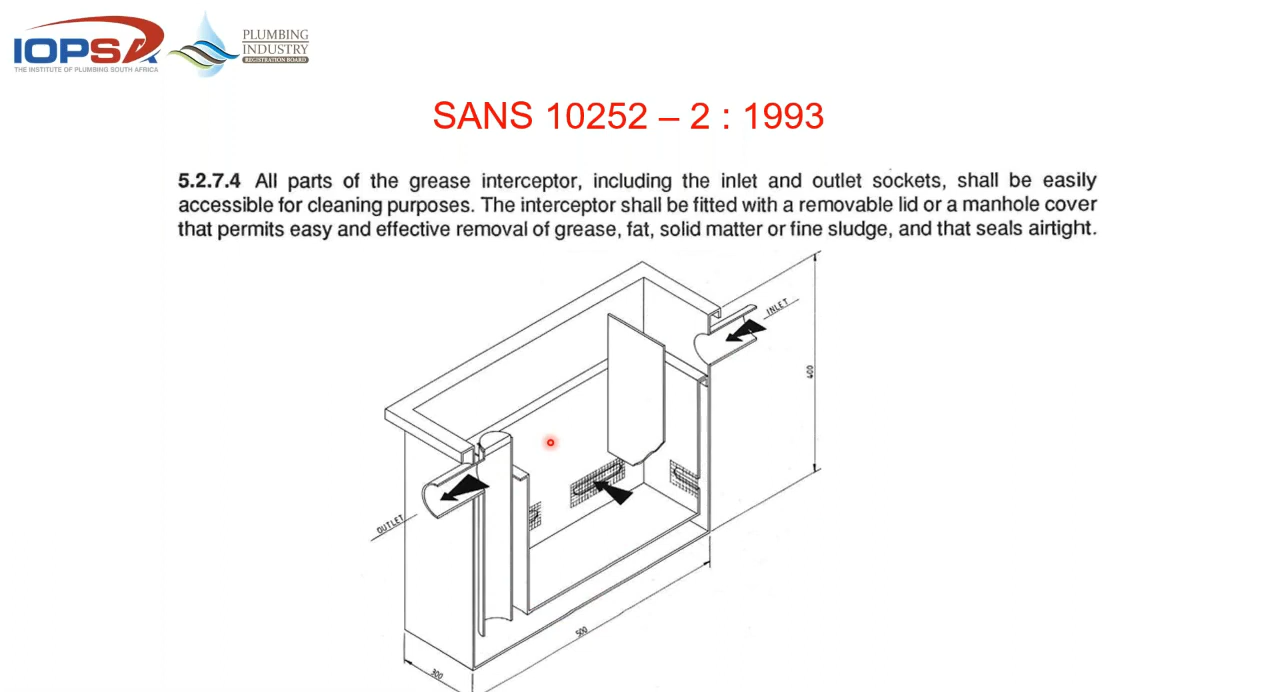 IOPSA
THE INSTITUTE OF PLUMBING SOUTH AFRICA
PLUMBING
INDUSTRY
REGISTRATION BOARD
SANS 10252 – 2 : 1993
5.2.7.4 All parts of the grease interceptor, including the inlet and outlet sockets, shall be easily
accessible for cleaning purposes. The interceptor shall be fitted with a removable lid or a manhole cover
that permits easy and effective removal of grease, fat, solid matter or fine sludge, and that seals airtight.
INLET
400
OUTLET
500
300